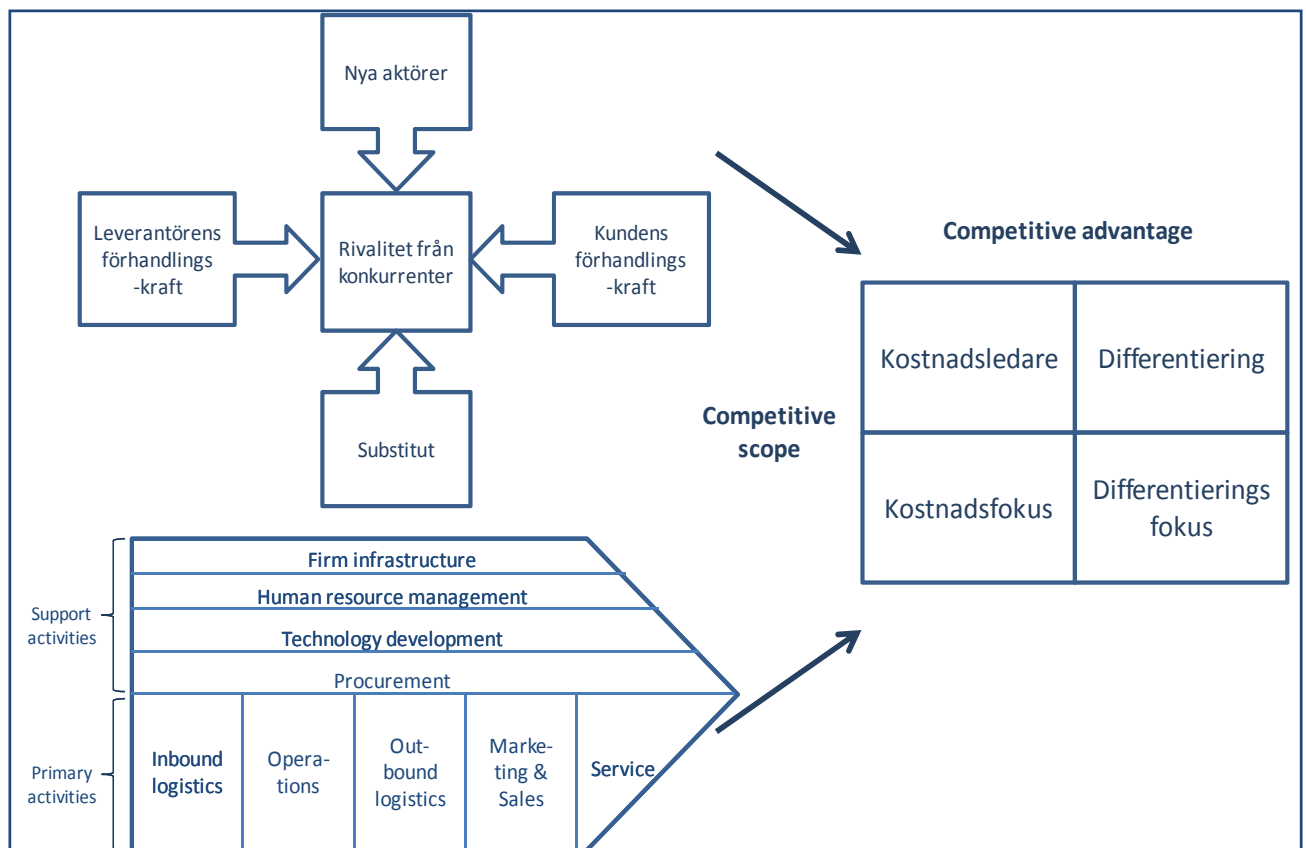 Nya aktörer
Leverantörens
förhandlings
-kraft
Rivalitet från
konkurrenter
Kundens
förhandlings
-kraft
Substitut
Competitive advantage
Competitive
scope
Kostnadsledare
Differentiering
Kostnadsfokus
Differentierings
fokus
Support
activities
Firm infrastructure
Human resource management
Technology development
Procurement
Primary
activities
Inbound
logistics
Opera-
tions
Out-
bound
logistics
Marke-
ting &
Sales
Service